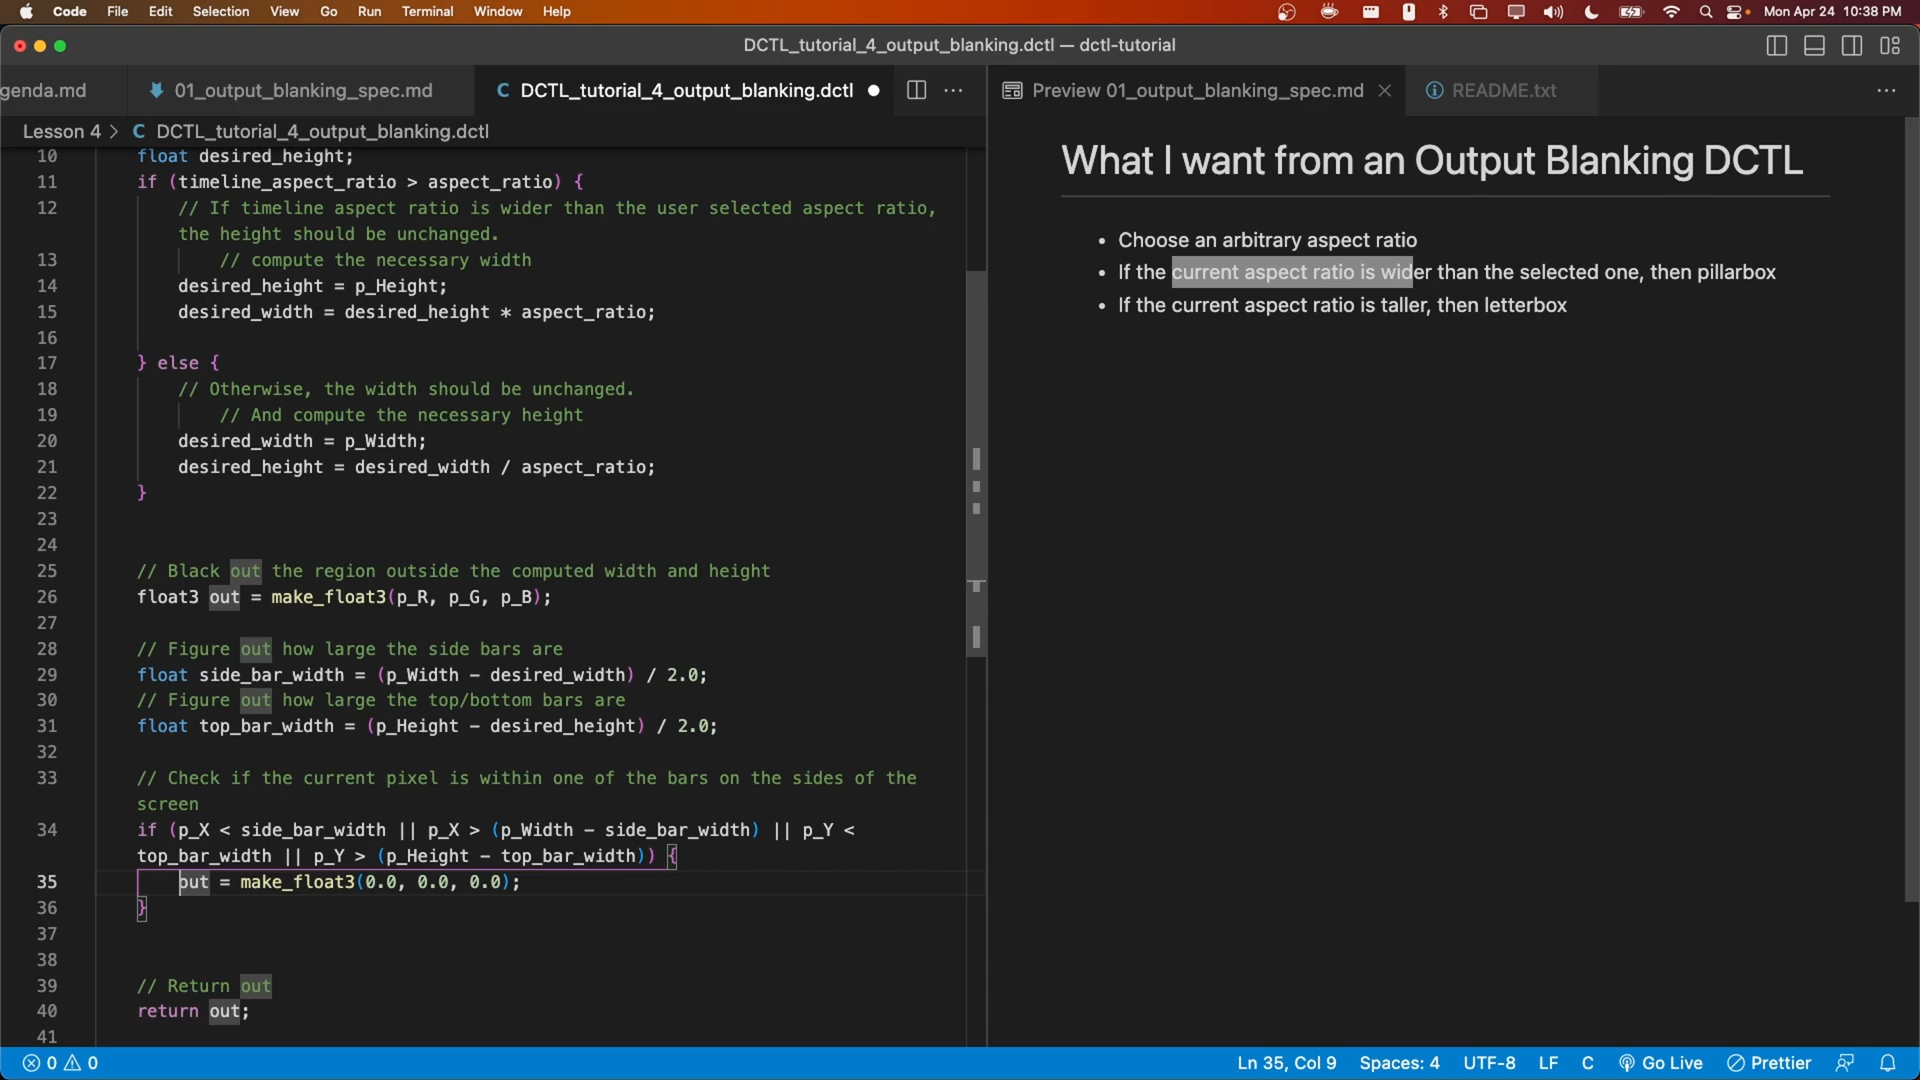 Code File Edit Selection View Go Run Terminal Window Help Mon Apr 24 10:38 PM
DCTL_tutorial_4_output_blanking.dctl — dctl-tutorial
genda.md 01_output_blanking_spec.md C DCTL_tutorial_4_output_blanking.dctl Preview 01_output_blanking_spec.md README.txt
Lesson 4 > C DCTL_tutorial_4_output_blanking.dctl
10 float desired_height;
11 if (timeline_aspect_ratio > aspect_ratio) {
12 // If timeline aspect ratio is wider than the user selected aspect ratio,
the height should be unchanged.
13 // compute the necessary width
14 desired_height = p_Height;
15 desired_width = desired_height * aspect_ratio;
16
17 } else {
18 // Otherwise, the width should be unchanged.
19 // And compute the necessary height
20 desired_width = p_Width;
21 desired_height = desired_width / aspect_ratio;
22 }
23
24
25 // Black out the region outside the computed width and height
26 float3 out = make_float3(p_R, p_G, p_B);
27
28 // Figure out how large the side bars are
29 float side_bar_width = (p_Width - desired_width) / 2.0;
30 // Figure out how large the top/bottom bars are
31 float top_bar_width = (p_Height - desired_height) / 2.0;
32
33 // Check if the current pixel is within one of the bars on the sides of the
screen
34 if (p_X < side_bar_width || p_X > (p_Width - side_bar_width) || p_Y <
top_bar_width || p_Y > (p_Height - top_bar_width)) {
35 out = make_float3(0.0, 0.0, 0.0);
36 }
37
38
39 // Return out
40 return out;
41
What I want from an Output Blanking DCTL
• Choose an arbitrary aspect ratio
• If the current aspect ratio is wider than the selected one, then pillarbox
• If the current aspect ratio is taller, then letterbox
0 0 Ln 35, Col 9 Spaces: 4 UTF-8 LF C Go Live Prettier